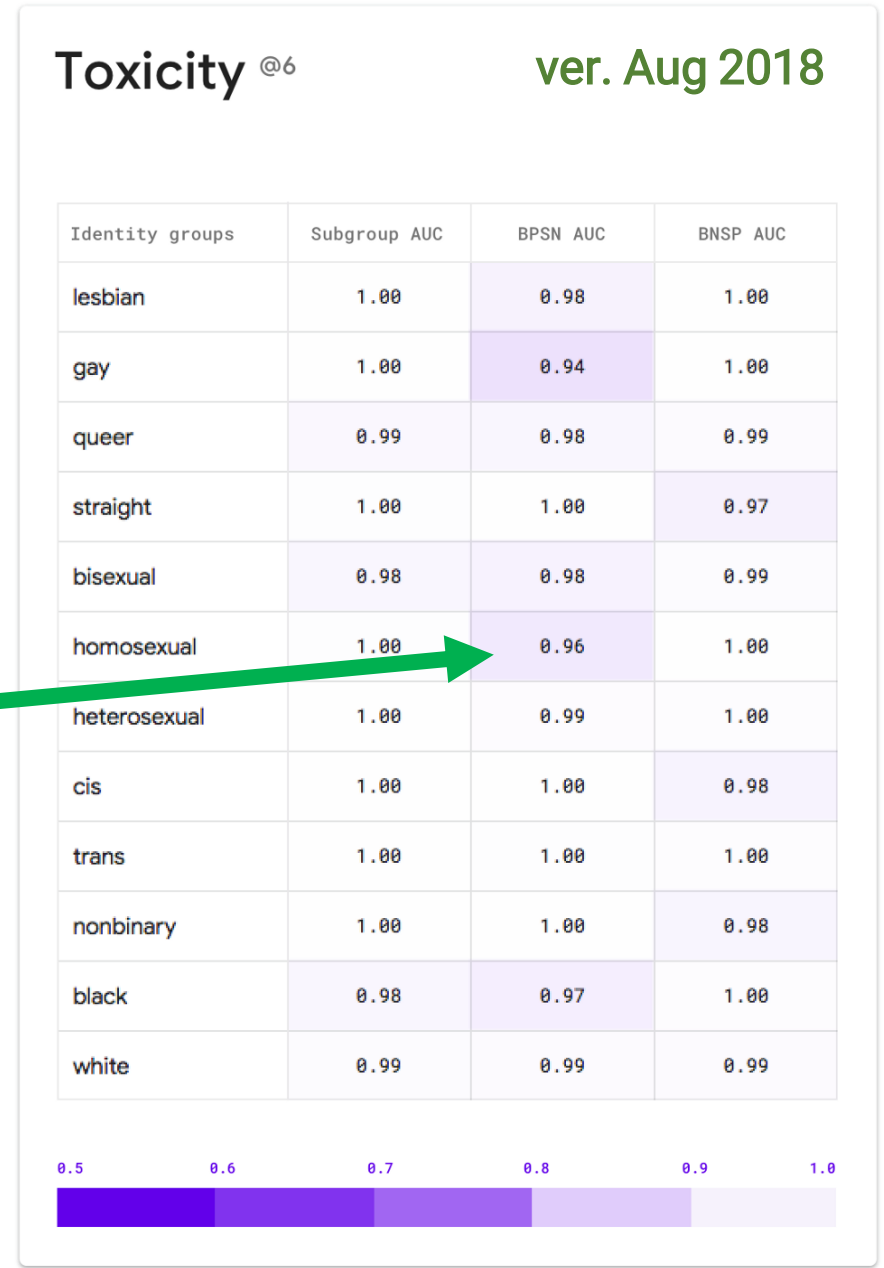 Toxicity @6 ver. Aug 2018
Identity groups Subgroup AUC BPSN AUC BNSP AUC
lesbian 1.00 0.98 1.00
gay 1.00 0.94 1.00
queer 0.99 0.98 0.99
straight 1.00 1.00 0.97
bisexual 0.98 0.98 0.99
homosexual 1.00 0.96 1.00
heterosexual 1.00 0.99 1.00
cis 1.00 1.00 0.98
trans 1.00 1.00 1.00
nonbinary 1.00 1.00 0.98
black 0.98 0.97 1.00
white 0.99 0.99 0.99
0.5 0.6 0.7 0.8 0.9 1.0